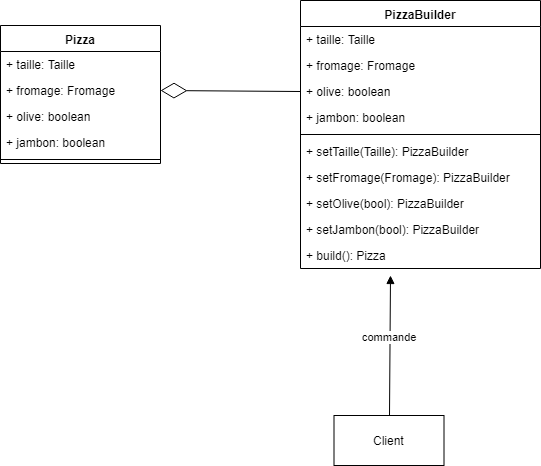 Pizza
+ taille: Taille
+ fromage: Fromage
+ olive: boolean
+ jambon: boolean
PizzaBuilder
+ taille: Taille
+ fromage: Fromage
+ olive: boolean
+ jambon: boolean
+ setTaille(Taille): PizzaBuilder
+ setFromage(Fromage): PizzaBuilder
+ setOlive(bool): PizzaBuilder
+ setJambon(bool): PizzaBuilder
+ build(): Pizza
commande
Client